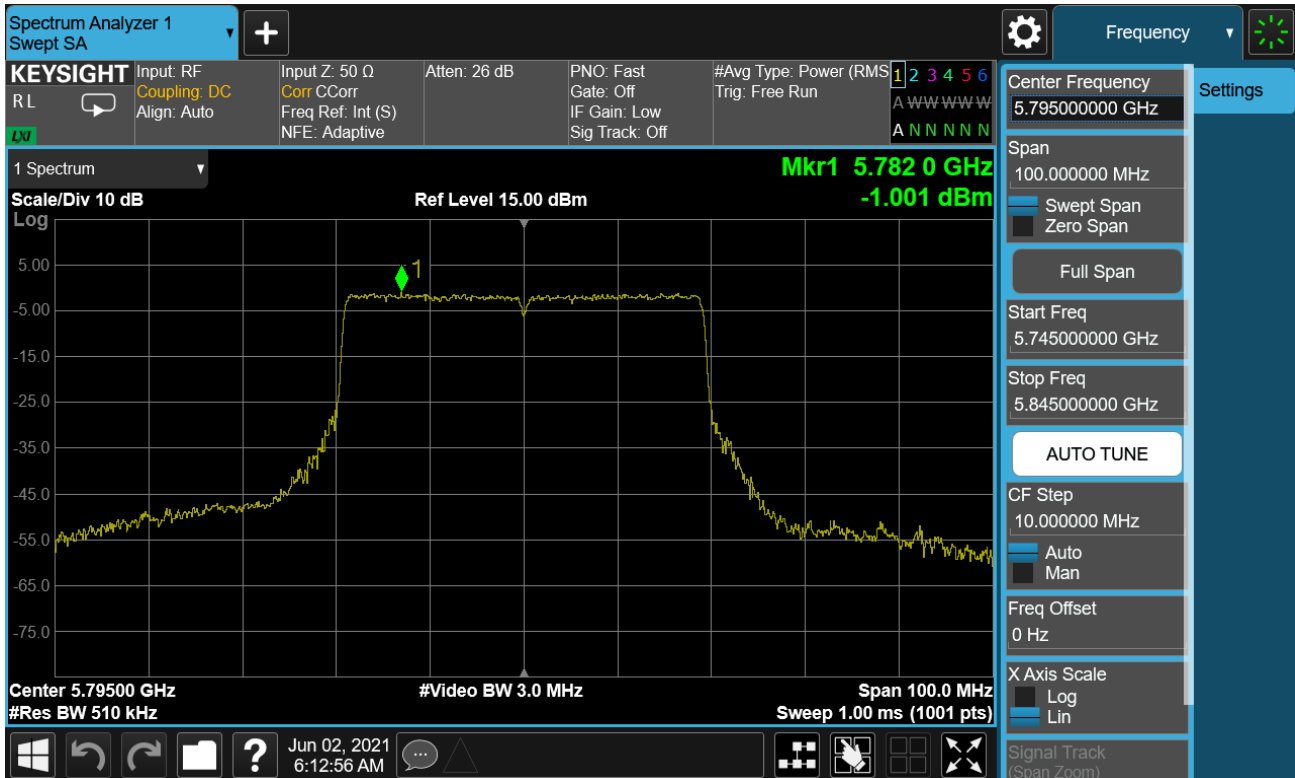 Spectrum Analyzer 1
Swept SA
Frequency
KEYSIGHT
R L
LXI
Input: RF
Coupling: DC
Align: Auto
Input Z: 50 Ω
Corr CCorr
Freq Ref: Int (S)
NFE: Adaptive
Atten: 26 dB
PNO: Fast
Gate: Off
IF Gain: Low
Sig Track: Off
#Avg Type: Power (RMS
Trig: Free Run
1 2 3 4 5 6
A W W W W W
A N N N N N
1 Spectrum
Mkr1 5.782 0 GHz
-1.001 dBm
Scale/Div 10 dB
Ref Level 15.00 dBm
Log
5.00
-5.00
-15.0
-25.0
-35.0
-45.0
-55.0
-65.0
-75.0
1
Center 5.79500 GHz
#Video BW 3.0 MHz
Span 100.0 MHz
#Res BW 510 kHz
Sweep 1.00 ms (1001 pts)
Jun 02, 2021
6:12:56 AM
Center Frequency
5.795000000 GHz
Settings
Span
100.000000 MHz
Swept Span
Zero Span
Full Span
Start Freq
5.745000000 GHz
Stop Freq
5.845000000 GHz
AUTO TUNE
CF Step
10.000000 MHz
Auto
Man
Freq Offset
0 Hz
X Axis Scale
Log
Lin
Signal Track
(Span Zoom)